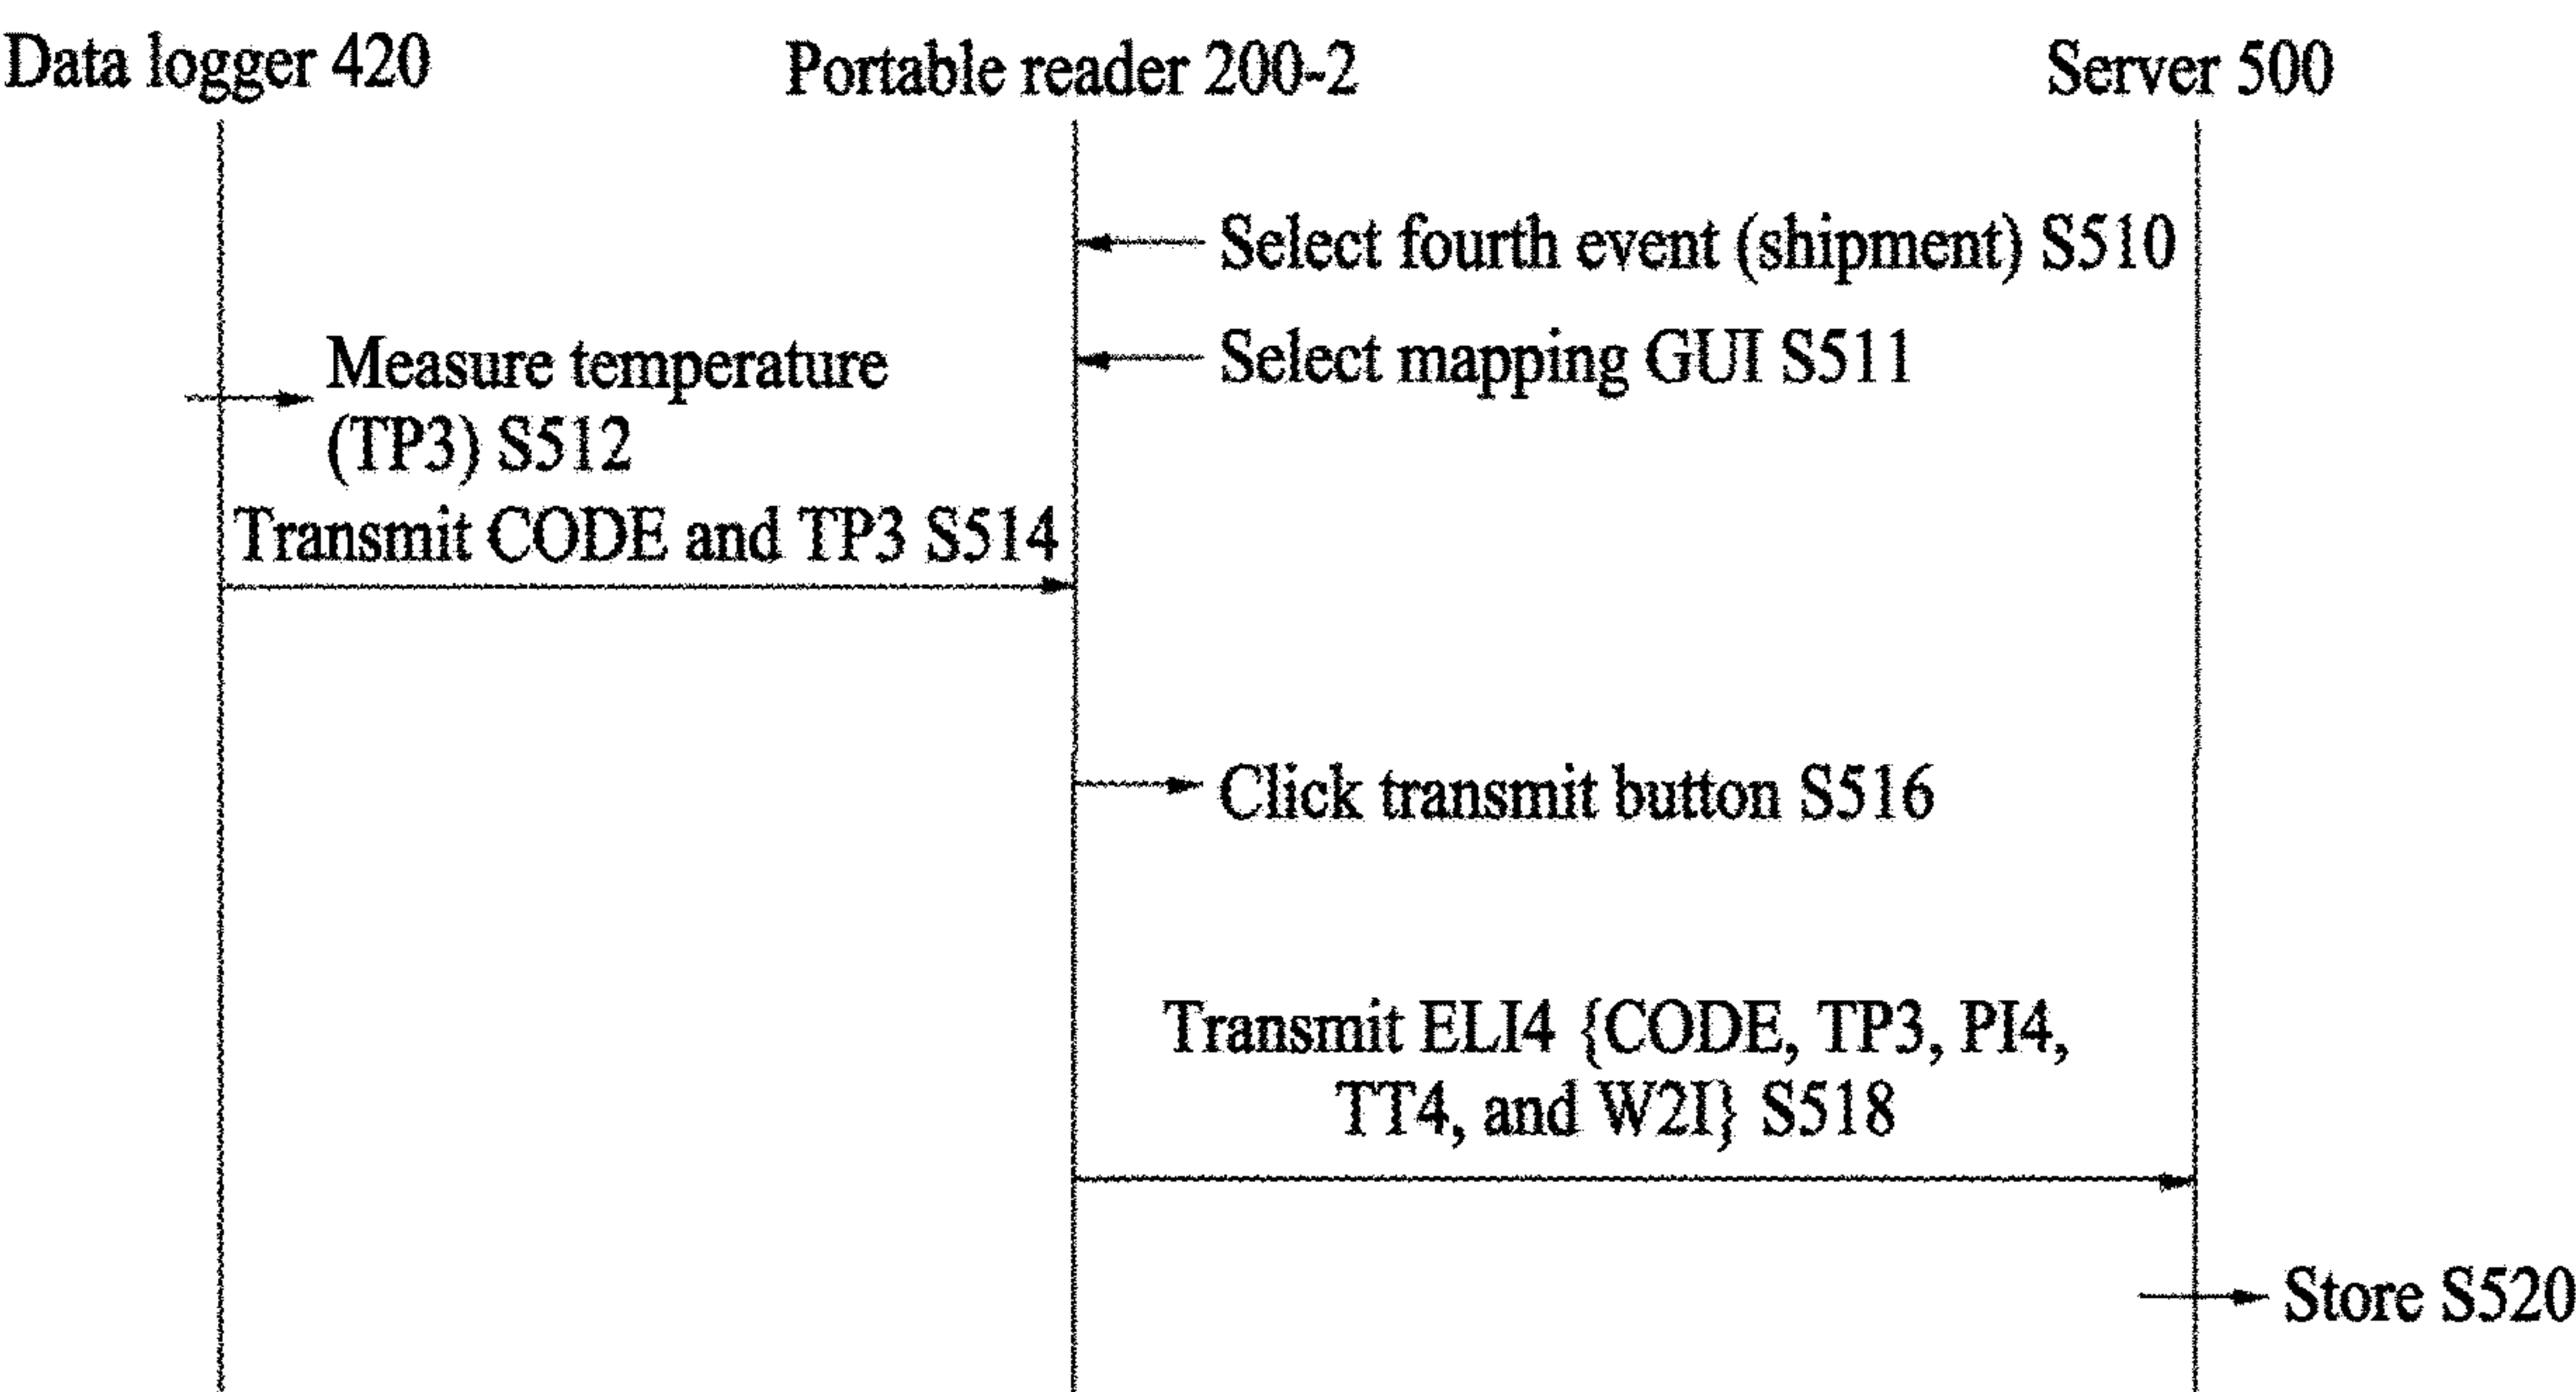 Data logger 420
Portable reader 200-2
Server 500
Select fourth event (shipment) S510
Select mapping GUI S511
Measure temperature
(TP3) S512
Transmit CODE and TP3 S514
Click transmit button S516
Transmit ELI4 {CODE, TP3, PI4,
TT4, and W2I} S518
Store S520